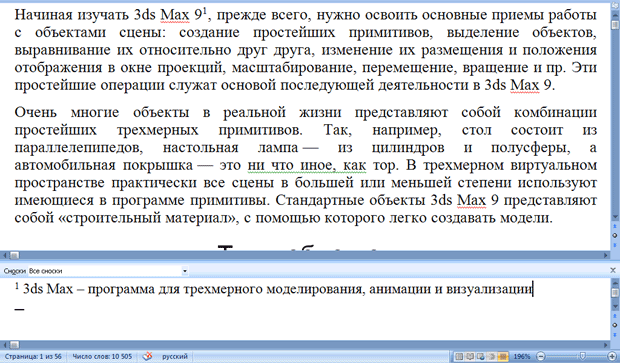 Начиная изучать 3ds Max 9¹, прежде всего, нужно освоить основные приемы работы
с объектами сцены: создание простейших примитивов, выделение объектов,
выравнивание их относительно друг друга, изменение их размещения и положения
отображения в окне проекций, масштабирование, перемещение, вращение и пр. Эти
простейшие операции служат основой последующей деятельности в 3ds Max 9.
Очень многие объекты в реальной жизни представляют собой комбинации
простейших трехмерных примитивов. Так, например, стол состоит из
параллелепипедов, настольная лампа — из цилиндров и полусферы, а
автомобильная покрышка — это ни что иное, как тор. В трехмерном виртуальном
пространстве практически все сцены в большей или меньшей степени используют
имеющиеся в программе примитивы. Стандартные объекты 3ds Max 9 представляют
собой «строительный материал», с помощью которого легко создавать модели.
Сноски Все сноски
¹ 3ds Max – программа для трехмерного моделирования, анимации и визуализации
Страница: 1 из 56 Число слов: 10 505 русский 196%